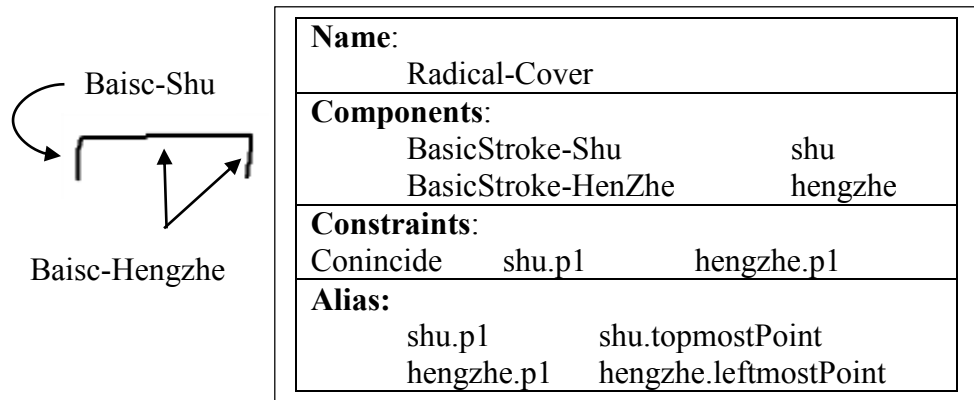 Baisc-Shu
Baisc-Hengzhe
Name:
Radical-Cover
Components:
BasicStroke-Shu shu
BasicStroke-HenZhe hengzhe
Constraints:
Conincide shu.p1 hengzhe.p1
Alias:
shu.p1 shu.topmostPoint
hengzhe.p1 hengzhe.leftmostPoint